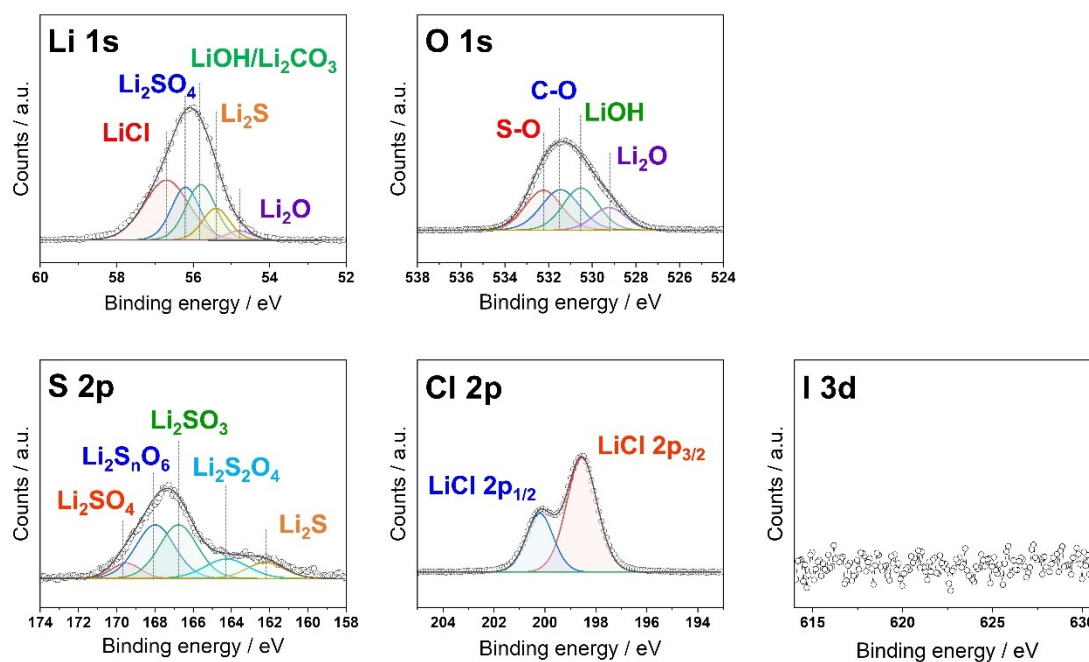 Li 1s
LiOH/Li₂CO₃
Li₂SO₄
Li₂S
LiCl
Li₂O
Counts / a.u.
60 58 56 54 52
Binding energy / eV
O 1s
C-O
LiOH
S-O
Li₂O
Counts / a.u.
538 536 534 532 530 528 526 524
Binding energy / eV
S 2p
Li₂SO₃
Li₂SₙO₆
Li₂S₂O₄
Li₂SO₄
Li₂S
Counts / a.u.
174 172 170 168 166 164 162 160 158
Binding energy / eV
Cl 2p
LiCl 2p₃/₂
LiCl 2p₁/₂
Counts / a.u.
204 202 200 198 196 194
Binding energy / eV
I 3d
Counts / a.u.
615 620 625 630
Binding energy / eV